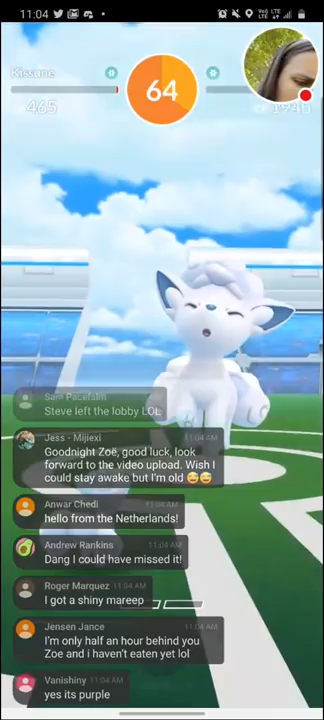 11:04
Kissune
465
64
Sam Pacefalm
Steve left the lobby LOL
Jess - Mijiexi 11:04 AM
Goodnight Zoë, good luck, look
forward to the video upload. Wish I
could stay awake but I'm old 😅😅
Anwar Chedi 11:04 AM
hello from the Netherlands!
Andrew Rankins 11:04 AM
Dang I could have missed it!
Roger Marquez 11:04 AM
I got a shiny mareep
Jensen Jance 11:04 AM
I'm only half an hour behind you
Zoe and i haven't eaten yet lol
Vanishiny 11:04 AM
yes its purple